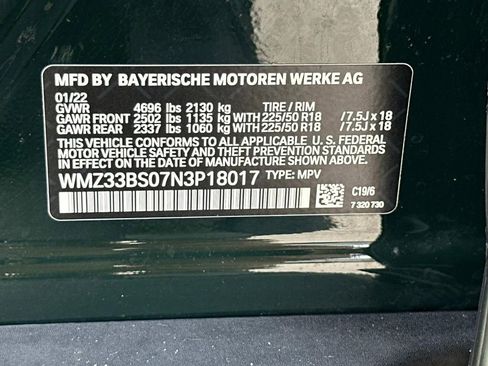 MFD BY BAYERISCHE MOTOREN WERKE AG
01/22
GVWR 4696 lbs 2130 kg TIRE / RIM
GAWR FRONT 2502 lbs 1135 kg WITH 225/50 R18 /7.5J x 18
GAWR REAR 2337 lbs 1060 kg WITH 225/50 R18 /7.5J x 18
THIS VEHICLE CONFORMS TO ALL APPLICABLE U. S. FEDERAL
MOTOR VEHICLE SAFETY AND THEFT PREVENTION STANDARDS
IN EFFECT ON THE DATE OF MANUFACTURE SHOWN ABOVE.
WMZ33BS07N3P18017 TYPE: MPV
C19/6
7 320 730